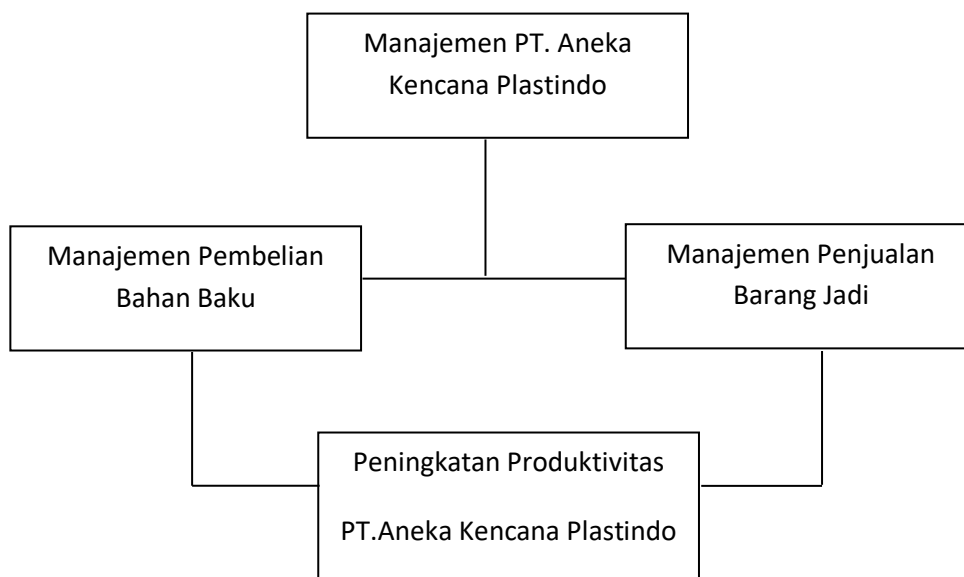 Manajemen PT. Aneka
Kencana Plastindo
Manajemen Pembelian
Bahan Baku
Manajemen Penjualan
Barang Jadi
Peningkatan Produktivitas
PT.Aneka Kencana Plastindo